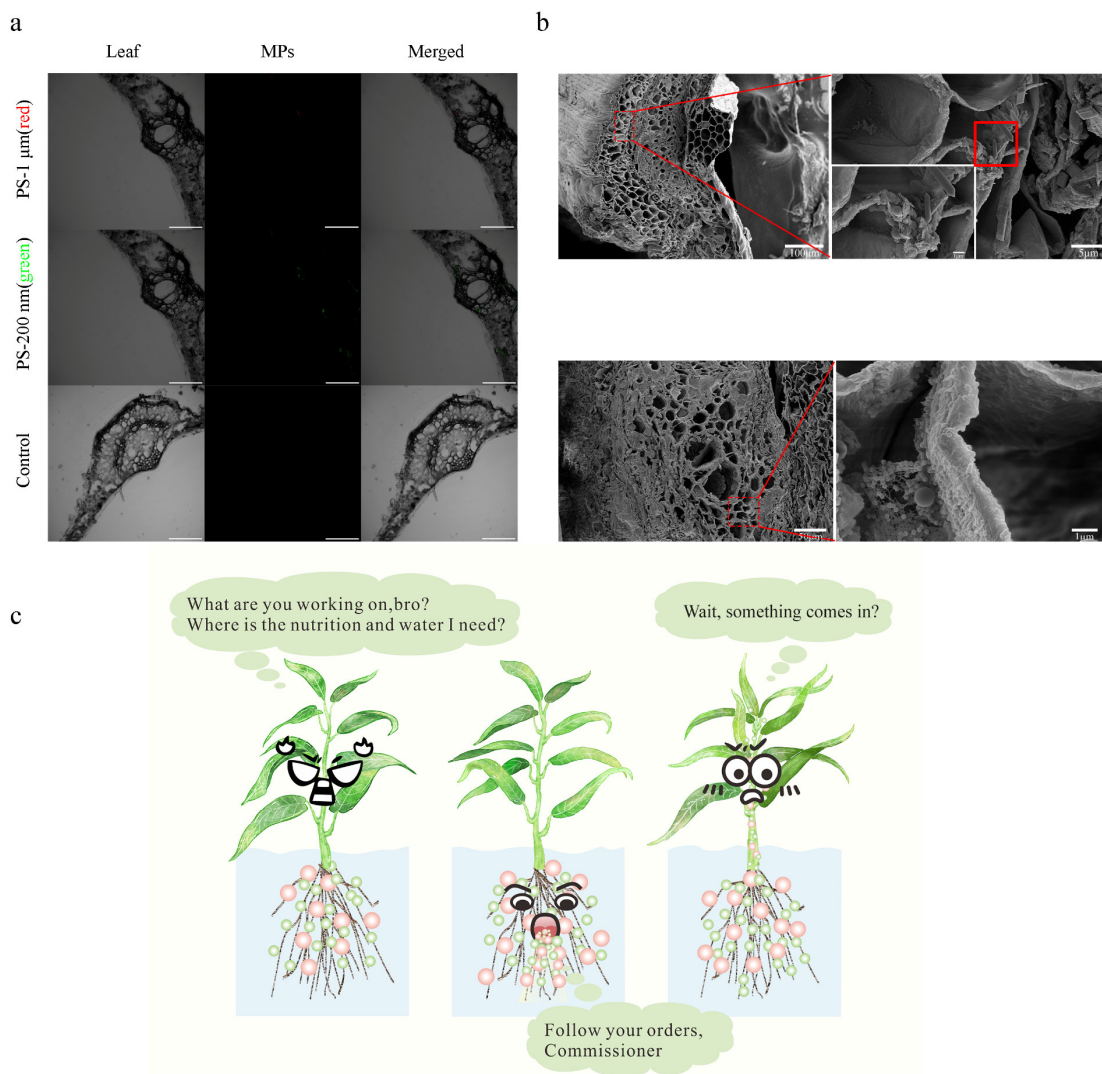 a
Leaf
MPs
Merged
PS-1 μm(red)
PS-200 nm(green)
Control
b
100μm
5μm
50μm
1μm
c
What are you working on,bro?
Where is the nutrition and water I need?
Wait, something comes in?
Follow your orders,
Commissioner